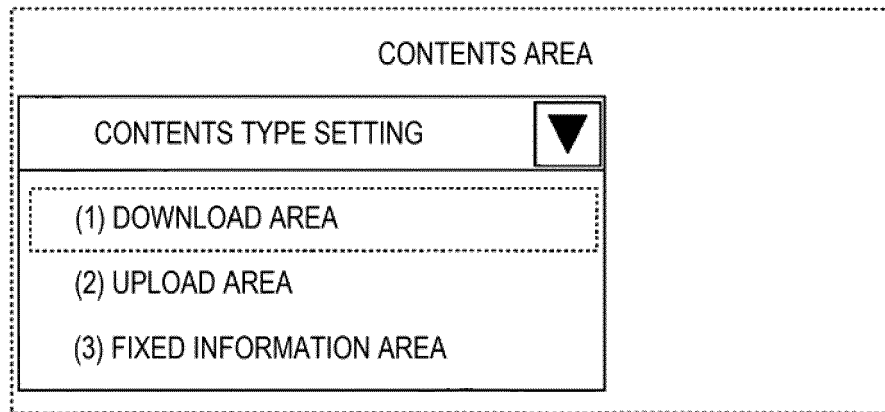 CONTENTS AREA
CONTENTS TYPE SETTING
(1) DOWNLOAD AREA
(2) UPLOAD AREA
(3) FIXED INFORMATION AREA